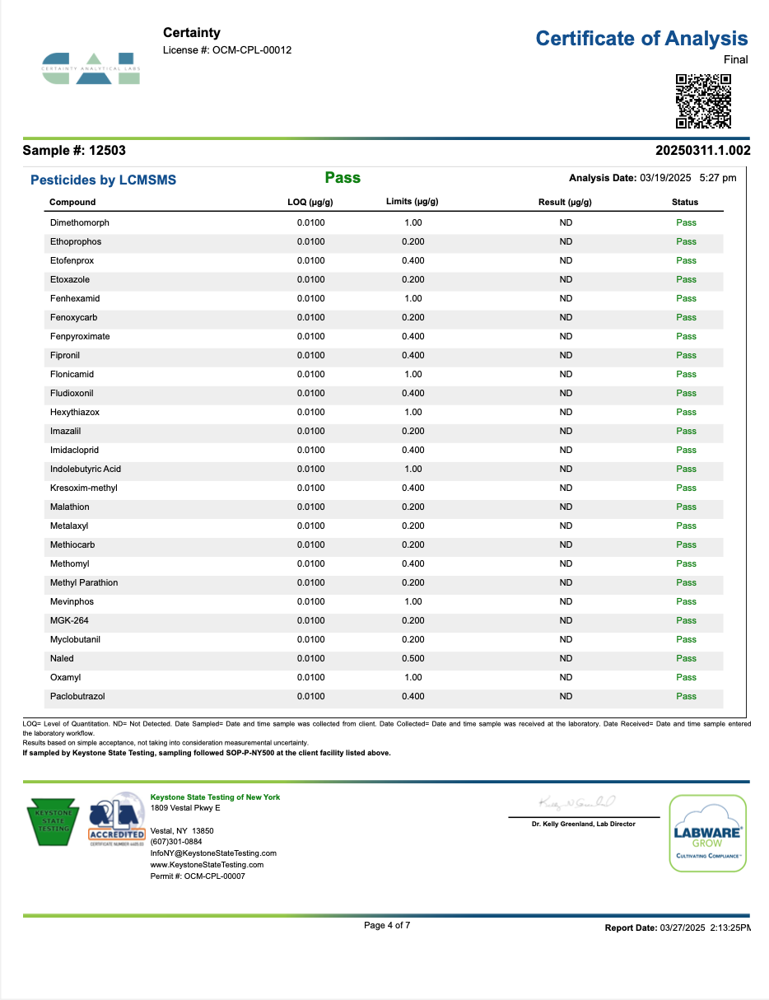 Certainty
License #: OCM-CPL-00012
Certificate of Analysis
Final
CERTAINTY ANALYTICAL LABS
Sample #: 12503 20250311.1.002
Pesticides by LCMSMS Pass Analysis Date: 03/19/2025 5:27 pm
Compound LOQ (µg/g) Limits (µg/g) Result (µg/g) Status
Dimethomorph 0.0100 1.00 ND Pass
Ethoprophos 0.0100 0.200 ND Pass
Etofenprox 0.0100 0.400 ND Pass
Etoxazole 0.0100 0.200 ND Pass
Fenhexamid 0.0100 1.00 ND Pass
Fenoxycarb 0.0100 0.200 ND Pass
Fenpyroximate 0.0100 0.400 ND Pass
Fipronil 0.0100 0.400 ND Pass
Flonicamid 0.0100 1.00 ND Pass
Fludioxonil 0.0100 0.400 ND Pass
Hexythiazox 0.0100 1.00 ND Pass
Imazalil 0.0100 0.200 ND Pass
Imidacloprid 0.0100 0.400 ND Pass
Indolebutyric Acid 0.0100 1.00 ND Pass
Kresoxim-methyl 0.0100 0.400 ND Pass
Malathion 0.0100 0.200 ND Pass
Metalaxyl 0.0100 0.200 ND Pass
Methiocarb 0.0100 0.200 ND Pass
Methomyl 0.0100 0.400 ND Pass
Methyl Parathion 0.0100 0.200 ND Pass
Mevinphos 0.0100 1.00 ND Pass
MGK-264 0.0100 0.200 ND Pass
Myclobutanil 0.0100 0.200 ND Pass
Naled 0.0100 0.500 ND Pass
Oxamyl 0.0100 1.00 ND Pass
Paclobutrazol 0.0100 0.400 ND Pass
LOQ= Level of Quantitation. ND= Not Detected. Date Sampled= Date and time sample was collected from client. Date Collected= Date and time sample was received at the laboratory. Date Received= Date and time sample entered
the laboratory workflow.
Results based on simple acceptance, not taking into consideration measuremental uncertainty.
If sampled by Keystone State Testing, sampling followed SOP-P-NY500 at the client facility listed above.
KEYSTONE
STATE
TESTING
ACCREDITED
Keystone State Testing of New York
1809 Vestal Pkwy E
Vestal, NY 13850
(607)301-0884
InfoNY@KeystoneStateTesting.com
www.KeystoneStateTesting.com
Permit #: OCM-CPL-00007
Dr. Kelly Greenland, Lab Director
LABWARE®
GROW
CULTIVATING COMPLIANCE™
Page 4 of 7
Report Date: 03/27/2025 2:13:25PM